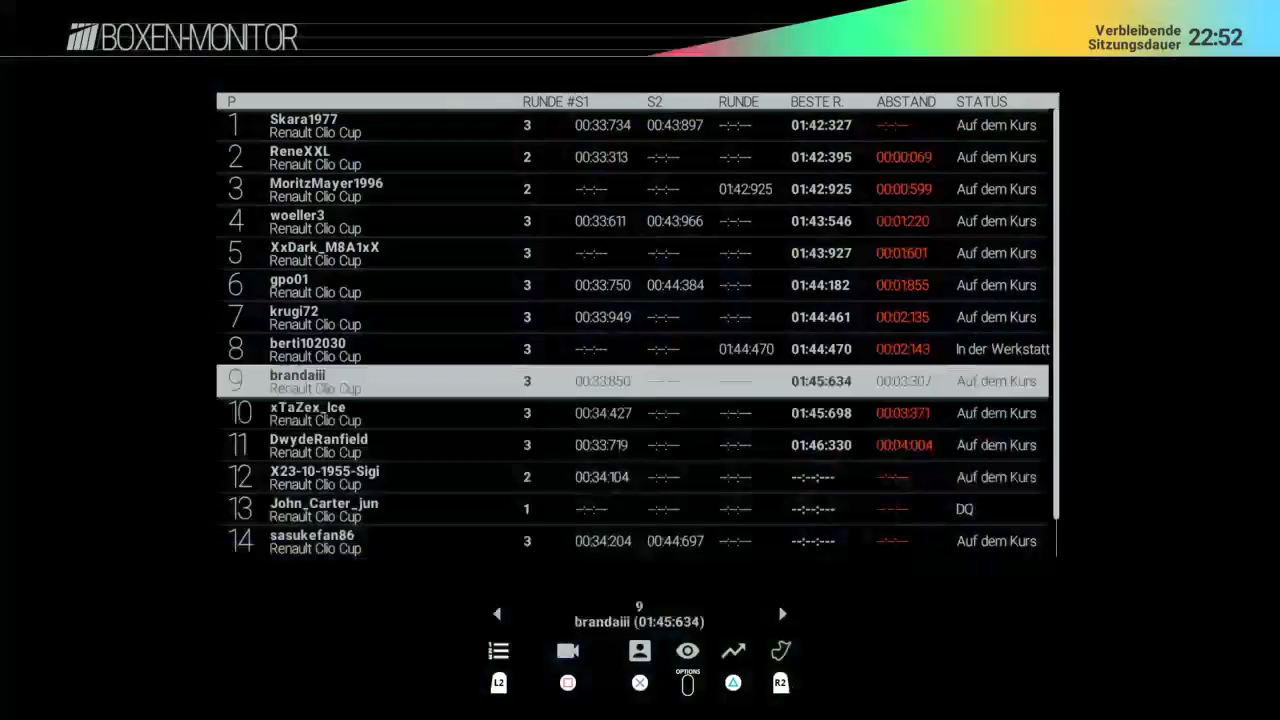 BOXEN-MONITOR
Verbleibende
Sitzungsdauer 22:52
P RUNDE # S1 S2 RUNDE BESTE R. ABSTAND STATUS
1 Skara1977 3 00:33:734 00:43:897 --:--:--- 01:42:327 --:--:--- Auf dem Kurs
Renault Clio Cup
2 ReneXXL 2 00:33:313 --:--:--- --:--:--- 01:42:395 00:00:069 Auf dem Kurs
Renault Clio Cup
3 MoritzMayer1996 2 --:--:--- --:--:--- 01:42:925 01:42:925 00:00:599 Auf dem Kurs
Renault Clio Cup
4 woeller3 3 00:33:611 00:43:966 --:--:--- 01:43:546 00:01:220 Auf dem Kurs
Renault Clio Cup
5 XxDark_M8A1xX 3 --:--:--- --:--:--- --:--:--- 01:43:927 00:01:601 Auf dem Kurs
Renault Clio Cup
6 gpo01 3 00:33:750 00:44:384 --:--:--- 01:44:182 00:01:855 Auf dem Kurs
Renault Clio Cup
7 krugi72 3 00:33:949 --:--:--- --:--:--- 01:44:461 00:02:135 Auf dem Kurs
Renault Clio Cup
8 berti102030 3 --:--:--- --:--:--- 01:44:470 01:44:470 00:02:143 In der Werkstatt
Renault Clio Cup
9 brandaiii 3 00:33:850 --:--:--- --:--:--- 01:45:634 00:03:307 Auf dem Kurs
Renault Clio Cup
10 xTaZex_Ice 3 00:34:427 --:--:--- --:--:--- 01:45:698 00:03:371 Auf dem Kurs
Renault Clio Cup
11 DwydeRanfield 3 00:33:719 --:--:--- --:--:--- 01:46:330 00:04:004 Auf dem Kurs
Renault Clio Cup
12 X23-10-1955-Sigi 2 00:34:104 --:--:--- --:--:--- --:--:--- --:--:--- Auf dem Kurs
Renault Clio Cup
13 John_Carter_jun 1 --:--:--- --:--:--- --:--:--- --:--:--- --:--:--- DQ
Renault Clio Cup
14 sasukefan86 3 00:34:204 00:44:697 --:--:--- --:--:--- --:--:--- Auf dem Kurs
Renault Clio Cup
9
brandaiii (01:45:634)
OPTIONS
L2 R2